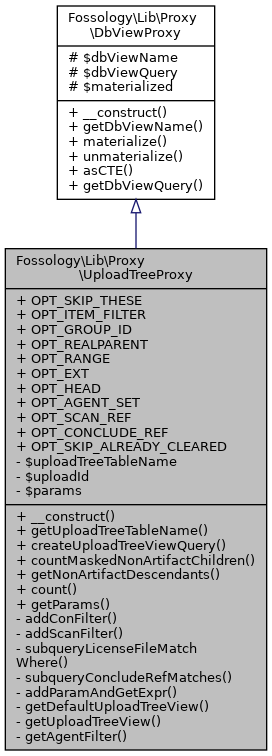 Fossology\Lib\Proxy
\DbViewProxy
# $dbViewName
# $dbViewQuery
# $materialized
+ __construct()
+ getDbViewName()
+ materialize()
+ unmaterialize()
+ asCTE()
+ getDbViewQuery()
Fossology\Lib\Proxy
\UploadTreeProxy
+ OPT_SKIP_THESE
+ OPT_ITEM_FILTER
+ OPT_GROUP_ID
+ OPT_REALPARENT
+ OPT_RANGE
+ OPT_EXT
+ OPT_HEAD
+ OPT_AGENT_SET
+ OPT_SCAN_REF
+ OPT_CONCLUDE_REF
+ OPT_SKIP_ALREADY_CLEARED
- $uploadTreeTableName
- $uploadId
- $params
+ __construct()
+ getUploadTreeTableName()
+ createUploadTreeViewQuery()
+ countMaskedNonArtifactChildren()
+ getNonArtifactDescendants()
+ count()
+ getParams()
- addConFilter()
- addScanFilter()
- subqueryLicenseFileMatch
Where()
- subqueryConcludeRefMatches()
- addParamAndGetExpr()
- getDefaultUploadTreeView()
- getUploadTreeView()
- getAgentFilter()